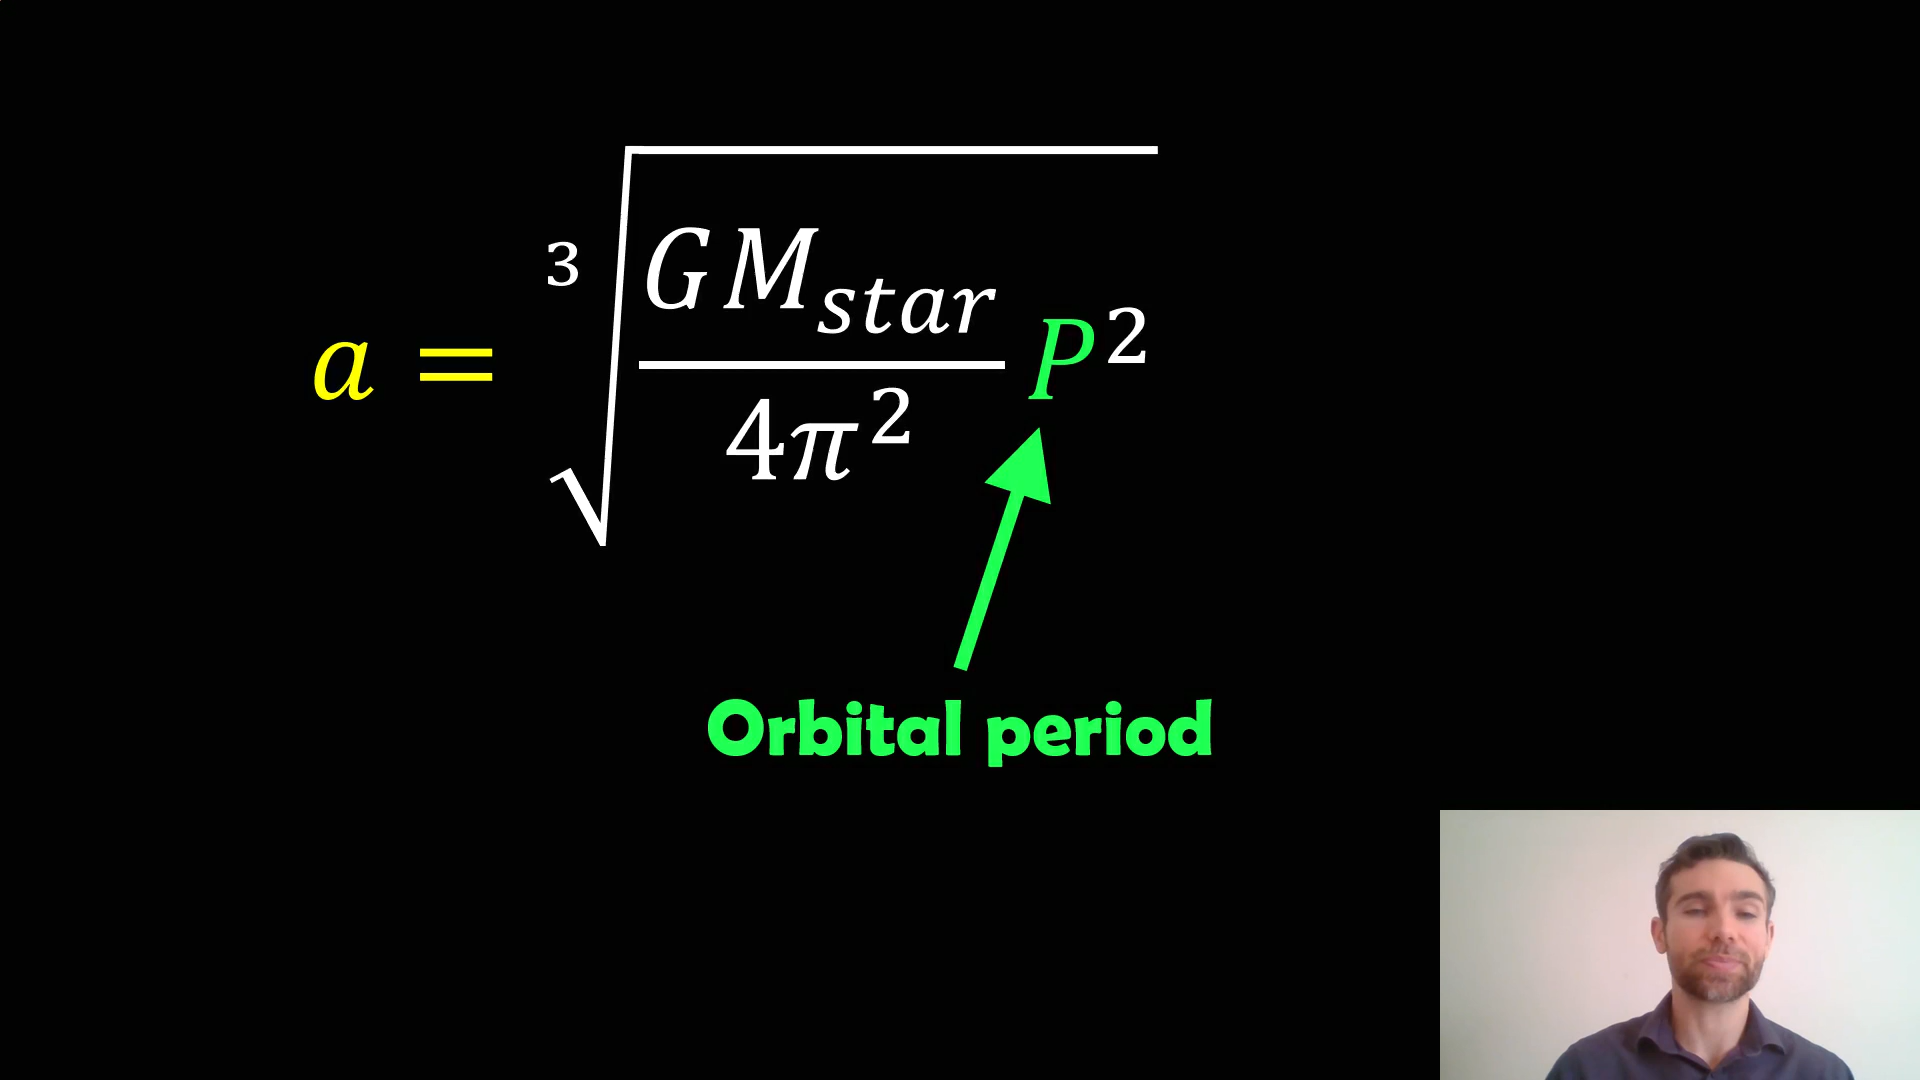 a = ∛(GM_star / 4π²) P²
Orbital period